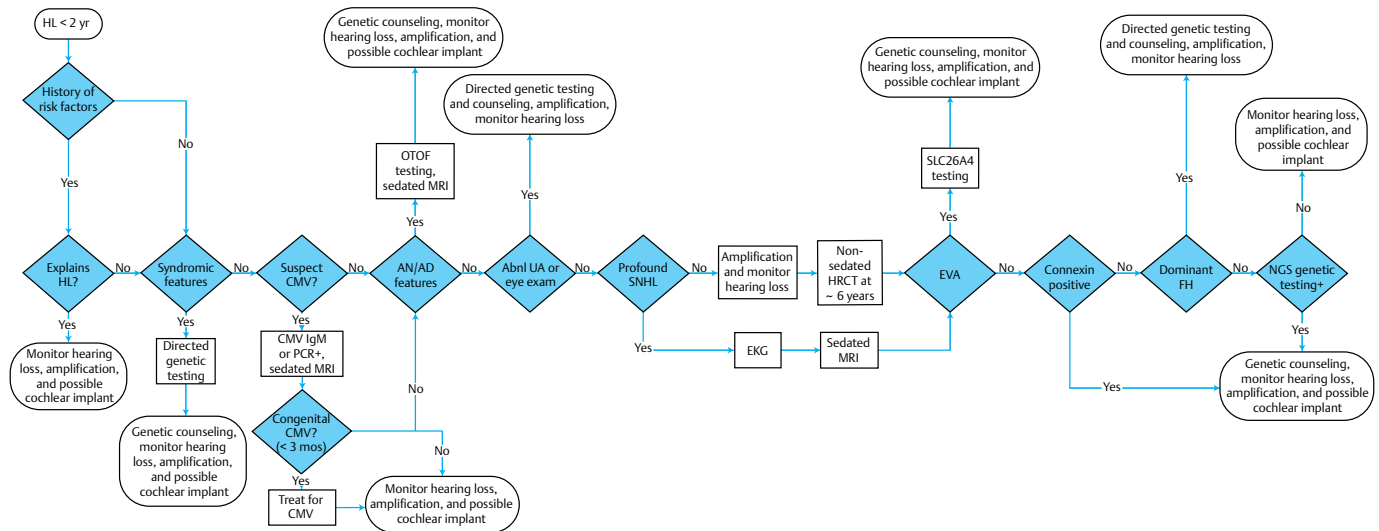 HL < 2 yr
History of
risk factors
No
Yes
Explains
HL?
No
Yes
Monitor hearing
loss, amplification,
and possible
cochlear implant
Syndromic
features
No
Yes
Directed
genetic
testing
Genetic counseling,
monitor hearing
loss, amplification,
and possible
cochlear implant
Suspect
CMV?
No
Yes
CMV IgM
or PCR+,
sedated MRI
Congenital
CMV?
(< 3 mos)
No
No
Yes
Treat for
CMV
Monitor hearing loss,
amplification, and possible
cochlear implant
Genetic counseling, monitor
hearing loss, amplification, and
possible cochlear implant
OTOF
testing,
sedated MRI
Yes
AN/AD
features
No
Directed genetic testing
and counseling, amplification,
monitor hearing loss
Yes
Abnl UA or
eye exam
No
Profound
SNHL
No
Yes
Amplification
and monitor
hearing loss
Non-
sedated
HRCT at
~ 6 years
EKG
Sedated
MRI
Genetic counseling, monitor
hearing loss, amplification, and
possible cochlear implant
SLC26A4
testing
Yes
EVA
No
Connexin
positive
No
Yes
Directed genetic testing
and counseling, amplification,
monitor hearing loss
Yes
Dominant
FH
No
Monitor hearing loss,
amplification, and
possible cochlear
implant
No
NGS genetic
testing+
Yes
Genetic counseling,
monitor hearing loss,
amplification, and possible
cochlear implant